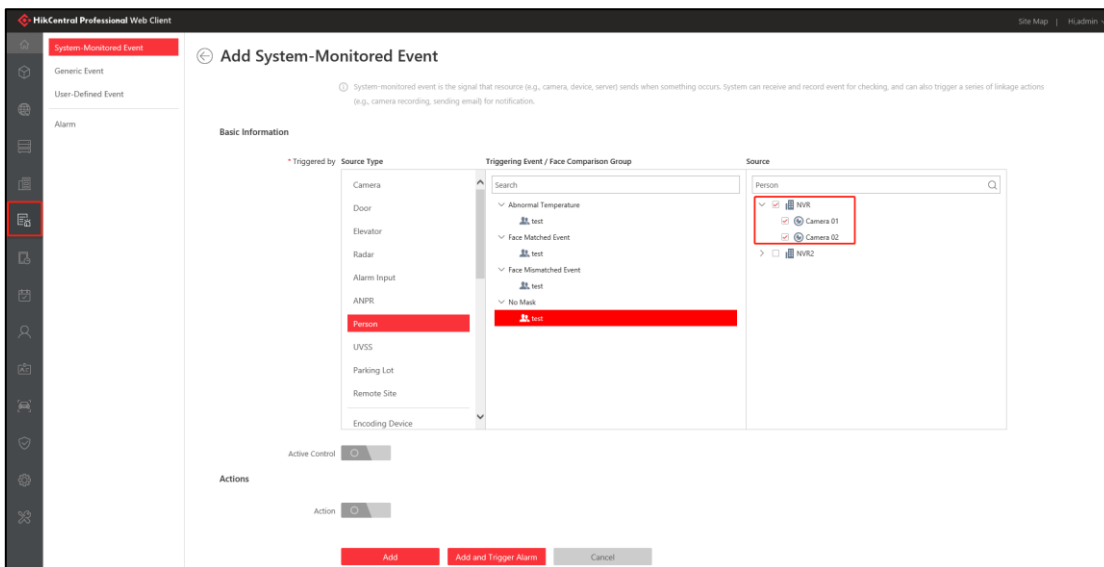 HikCentral Professional Web Client
Site Map | Hi,admin
System-Monitored Event
Generic Event
User-Defined Event
Alarm
Add System-Monitored Event
System-monitored event is the signal that resource (e.g., camera, device, server) sends when something occurs. System can receive and record event for checking, and can also trigger a series of linkage actions
(e.g., camera recording, sending email) for notification.
Basic Information
* Triggered by Source Type Triggering Event / Face Comparison Group Source
Camera
Door
Elevator
Radar
Alarm Input
ANPR
Person
UVSS
Parking Lot
Remote Site
Encoding Device
Search
Abnormal Temperature
test
Face Matched Event
test
Face Mismatched Event
test
No Mask
test
Person
NVR
Camera 01
Camera 02
NVR2
Active Control
Actions
Action
Add Add and Trigger Alarm Cancel